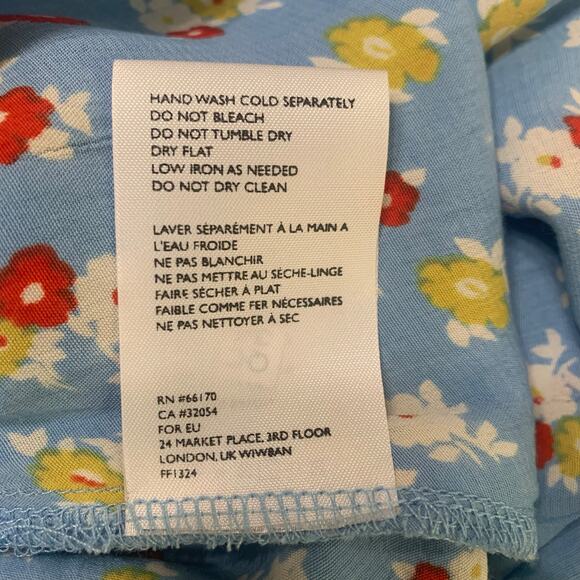 HAND WASH COLD SEPARATELY
DO NOT BLEACH
DO NOT TUMBLE DRY
DRY FLAT
LOW IRON AS NEEDED
DO NOT DRY CLEAN
LAVER SÉPARÉMENT À LA MAIN A
L'EAU FROIDE
NE PAS BLANCHIR
NE PAS METTRE AU SÈCHE-LINGE
FAIRE SÉCHER À PLAT
FAIBLE COMME FER NÉCESSAIRES
NE PAS NETTOYER À SEC
RN #66170
CA #32054
FOR EU
24 MARKET PLACE, 3RD FLOOR
LONDON, UK WIW8AN
FF1324